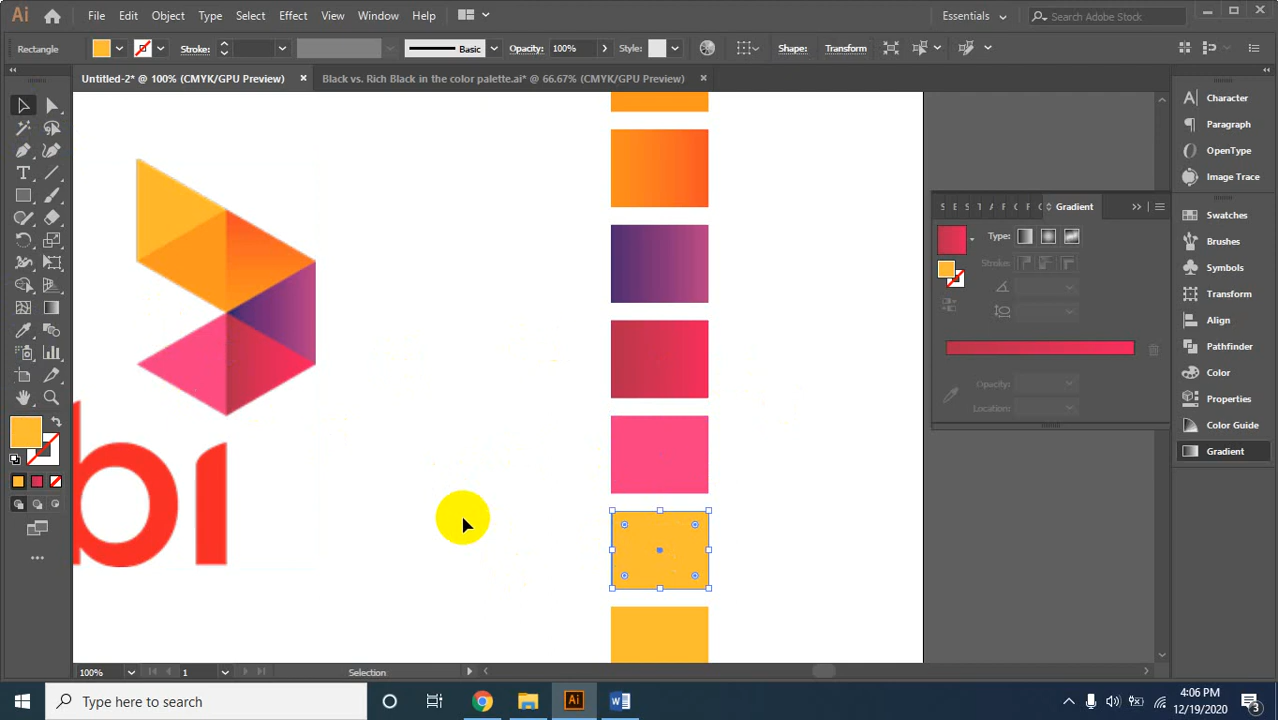 Ai File Edit Object Type Select Effect View Window Help Essentials Search Adobe Stock
Rectangle Stroke: Basic Opacity: 100% Style: Shape: Transform
Untitled-2* @ 100% (CMYK/GPU Preview) × Black vs. Rich Black in the color palette.ai* @ 66.67% (CMYK/GPU Preview) ×
Character
Paragraph
OpenType
Image Trace
S E S T A F F C Gradient
Swatches
Type:
Brushes
Strokes:
Symbols
Transform
Align
Pathfinder
Color
Opacity:
Properties
Location:
Color Guide
Gradient
bi
100% 1 Selection
Type here to search
4:06 PM
12/19/2020
3